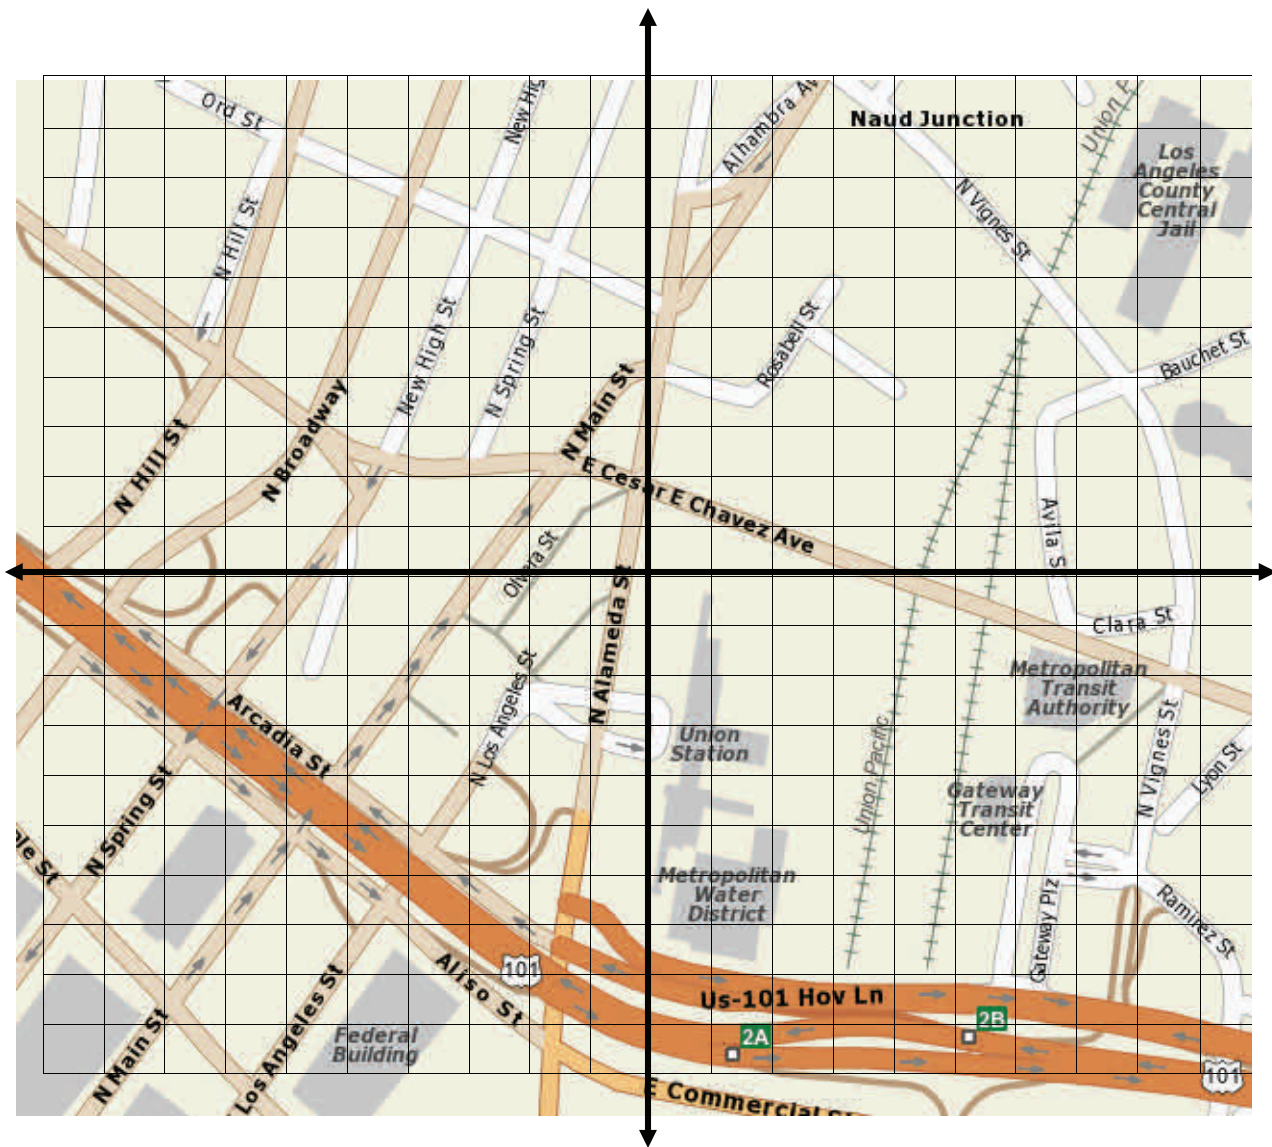 Ord St
New Hig
Alhambra Av
Naud Junction
Union P
Los
Angeles
County
Central
Jail
N Vignes St
N Hill St
New High St
N Spring St
Rosabell St
Bauchet St
N Main St
N Broadway
N Hill St
E Cesar E Chavez Ave
Avila S
Olvera St
N Alameda St
Clara St
Metropolitan
Transit
Authority
N Los Angeles St
Arcadia St
Union
Station
Union Pacific
N Vignes St
Lyon St
Gateway
Transit
Center
N Spring St
ple St
Metropolitan
Water
District
Gateway Plz
Ramirez St
101
Aliso St
Us-101 Hov Ln
2A
2B
Federal
Building
N Main St
Los Angeles St
101
E Commercial St